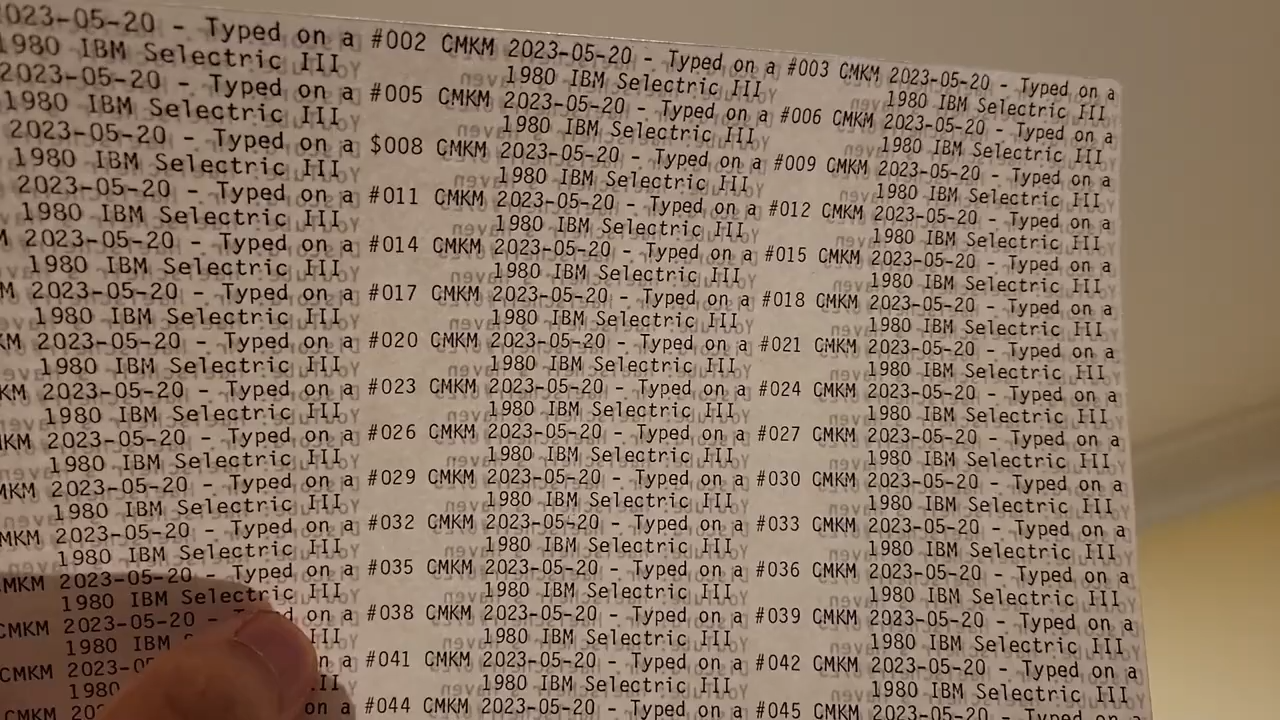 2023-05-20 - Typed on a #002 CMKM 2023-05-20 - Typed on a #003 CMKM 2023-05-20 - Typed on a
1980 IBM Selectric III 1980 IBM Selectric III 1980 IBM Selectric III
2023-05-20 - Typed on a #005 CMKM 2023-05-20 - Typed on a #006 CMKM 2023-05-20 - Typed on a
1980 IBM Selectric III 1980 IBM Selectric III 1980 IBM Selectric III
2023-05-20 - Typed on a $008 CMKM 2023-05-20 - Typed on a #009 CMKM 2023-05-20 - Typed on a
1980 IBM Selectric III 1980 IBM Selectric III 1980 IBM Selectric III
2023-05-20 - Typed on a #011 CMKM 2023-05-20 - Typed on a #012 CMKM 2023-05-20 - Typed on a
1980 IBM Selectric III 1980 IBM Selectric III 1980 IBM Selectric III
2023-05-20 - Typed on a #014 CMKM 2023-05-20 - Typed on a #015 CMKM 2023-05-20 - Typed on a
1980 IBM Selectric III 1980 IBM Selectric III 1980 IBM Selectric III
2023-05-20 - Typed on a #017 CMKM 2023-05-20 - Typed on a #018 CMKM 2023-05-20 - Typed on a
1980 IBM Selectric III 1980 IBM Selectric III 1980 IBM Selectric III
2023-05-20 - Typed on a #020 CMKM 2023-05-20 - Typed on a #021 CMKM 2023-05-20 - Typed on a
1980 IBM Selectric III 1980 IBM Selectric III 1980 IBM Selectric III
2023-05-20 - Typed on a #023 CMKM 2023-05-20 - Typed on a #024 CMKM 2023-05-20 - Typed on a
1980 IBM Selectric III 1980 IBM Selectric III 1980 IBM Selectric III
2023-05-20 - Typed on a #026 CMKM 2023-05-20 - Typed on a #027 CMKM 2023-05-20 - Typed on a
1980 IBM Selectric III 1980 IBM Selectric III 1980 IBM Selectric III
MKM 2023-05-20 - Typed on a #029 CMKM 2023-05-20 - Typed on a #030 CMKM 2023-05-20 - Typed on a
1980 IBM Selectric III 1980 IBM Selectric III 1980 IBM Selectric III
MKM 2023-05-20 - Typed on a #032 CMKM 2023-05-20 - Typed on a #033 CMKM 2023-05-20 - Typed on a
1980 IBM Selectric III 1980 IBM Selectric III 1980 IBM Selectric III
CMKM 2023-05-20 - Typed on a #035 CMKM 2023-05-20 - Typed on a #036 CMKM 2023-05-20 - Typed on a
1980 IBM Selectric III 1980 IBM Selectric III 1980 IBM Selectric III
CMKM 2023-05-20 - Typed on a #038 CMKM 2023-05-20 - Typed on a #039 CMKM 2023-05-20 - Typed on a
1980 IBM III 1980 IBM Selectric III 1980 IBM Selectric III
CMKM 2023-05 on a #041 CMKM 2023-05-20 - Typed on a #042 CMKM 2023-05-20 - Typed on a
1980 III 1980 IBM Selectric III 1980 IBM Selectric III
CMKM on a #044 CMKM 2023-05-20 - Typed on a #045 CMKM 2023-05-20 - Typed on a